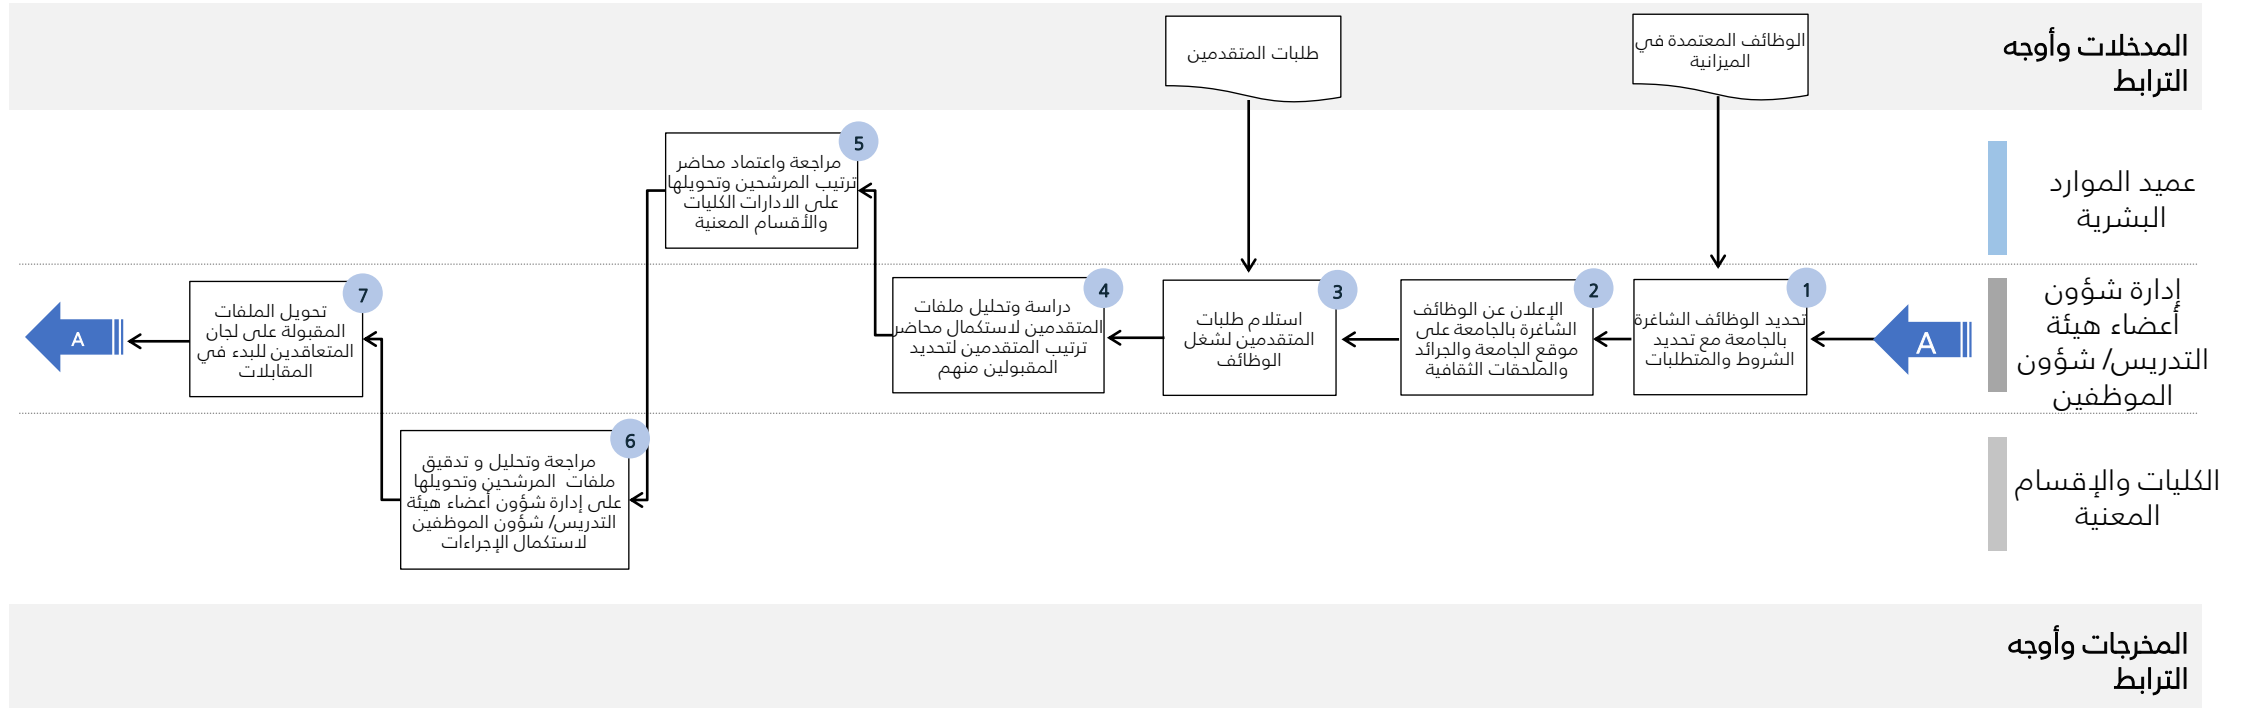 المدخلات وأوجه
الترابط
الوظائف المعتمدة في
الميزانية
طلبات المتقدمين
عميد الموارد
البشرية
5
مراجعة واعتماد محاضر
ترتيب المرشحين وتحويلها
على الادارات الكليات
والأقسام المعنية
إدارة شؤون
أعضاء هيئة
التدريس/ شؤون
الموظفين
A
1
تحديد الوظائف الشاغرة
بالجامعة مع تحديد
الشروط والمتطلبات
2
الإعلان عن الوظائف
الشاغرة بالجامعة على
موقع الجامعة والجرائد
والملحقات الثقافية
3
استلام طلبات
المتقدمين لشغل
الوظائف
4
دراسة وتحليل ملفات
المتقدمين لاستكمال محاضر
ترتيب المتقدمين لتحديد
المقبولين منهم
7
تحويل الملفات
المقبولة على لجان
المتعاقدين للبدء في
المقابلات
A
الكليات والإقسام
المعنية
6
مراجعة وتحليل و تدقيق
ملفات المرشحين وتحويلها
على إدارة شؤون أعضاء هيئة
التدريس/ شؤون الموظفين
لاستكمال الإجراءات
المخرجات وأوجه
الترابط